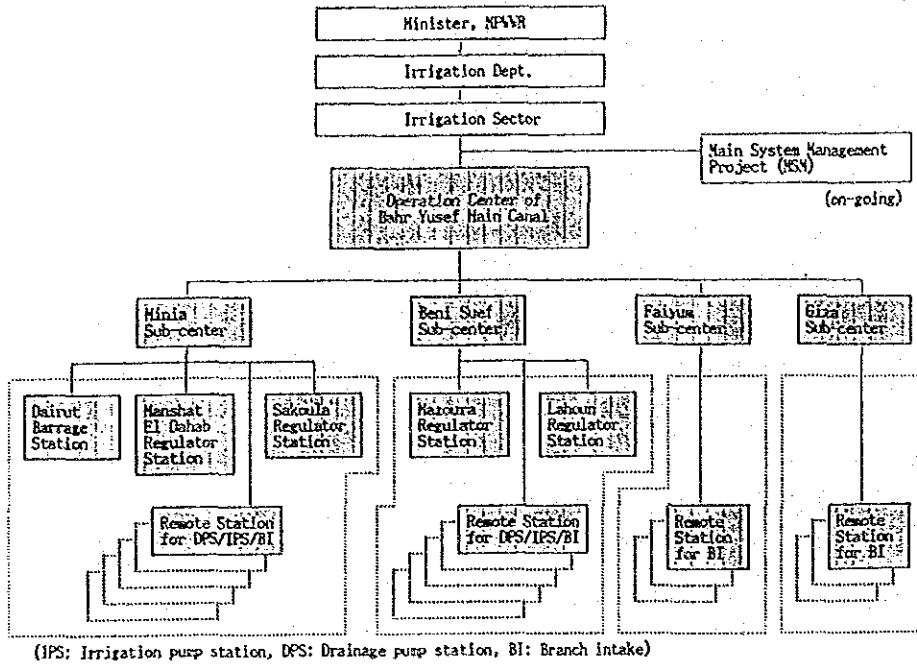 Minister, MPWWR
Irrigation Dept.
Irrigation Sector
Main System Management
Project (MSM)
(on-going)
Operation Center of
Bahr Yusef Main Canal
Minia
Sub-center
Beni Suef
Sub-center
Faiyum
Sub-center
Giza
Sub-center
Dairut
Barrage
Station
Manshat
El Dahab
Regulator
Station
Sakoula
Regulator
Station
Mazoura
Regulator
Station
Lahoun
Regulator
Station
Remote Station
for DPS/IPS/BI
Remote Station
for DPS/IPS/BI
Remote
Station
for BI
Remote
Station
for BI
(IPS: Irrigation pump station, DPS: Drainage pump station, BI: Branch intake)